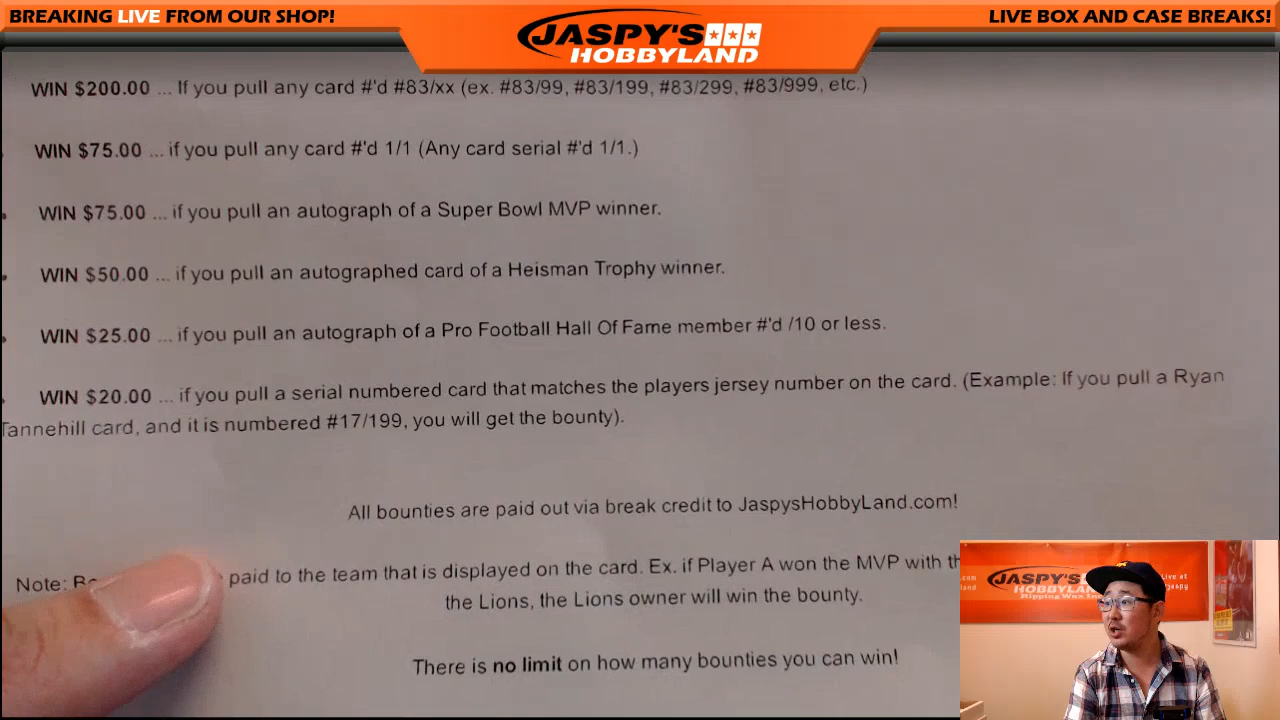 BREAKING LIVE FROM OUR SHOP!
JASPY'S
HOBBYLAND
LIVE BOX AND CASE BREAKS!
WIN $200.00 ... If you pull any card #'d #83/xx (ex. #83/99, #83/199, #83/299, #83/999, etc.)
WIN $75.00 ... if you pull any card #'d 1/1 (Any card serial #'d 1/1.)
WIN $75.00 ... if you pull an autograph of a Super Bowl MVP winner.
WIN $50.00 ... if you pull an autographed card of a Heisman Trophy winner.
WIN $25.00 ... if you pull an autograph of a Pro Football Hall Of Fame member #'d /10 or less.
WIN $20.00 ... if you pull a serial numbered card that matches the players jersey number on the card. (Example: If you pull a Ryan
Tannehill card, and it is numbered #17/199, you will get the bounty).
All bounties are paid out via break credit to JaspysHobbyLand.com!
Note: paid to the team that is displayed on the card. Ex. if Player A won the MVP with
the Lions, the Lions owner will win the bounty.
There is no limit on how many bounties you can win!
JASPY'S
HOBBYLAND
Ripping Wax
Live at